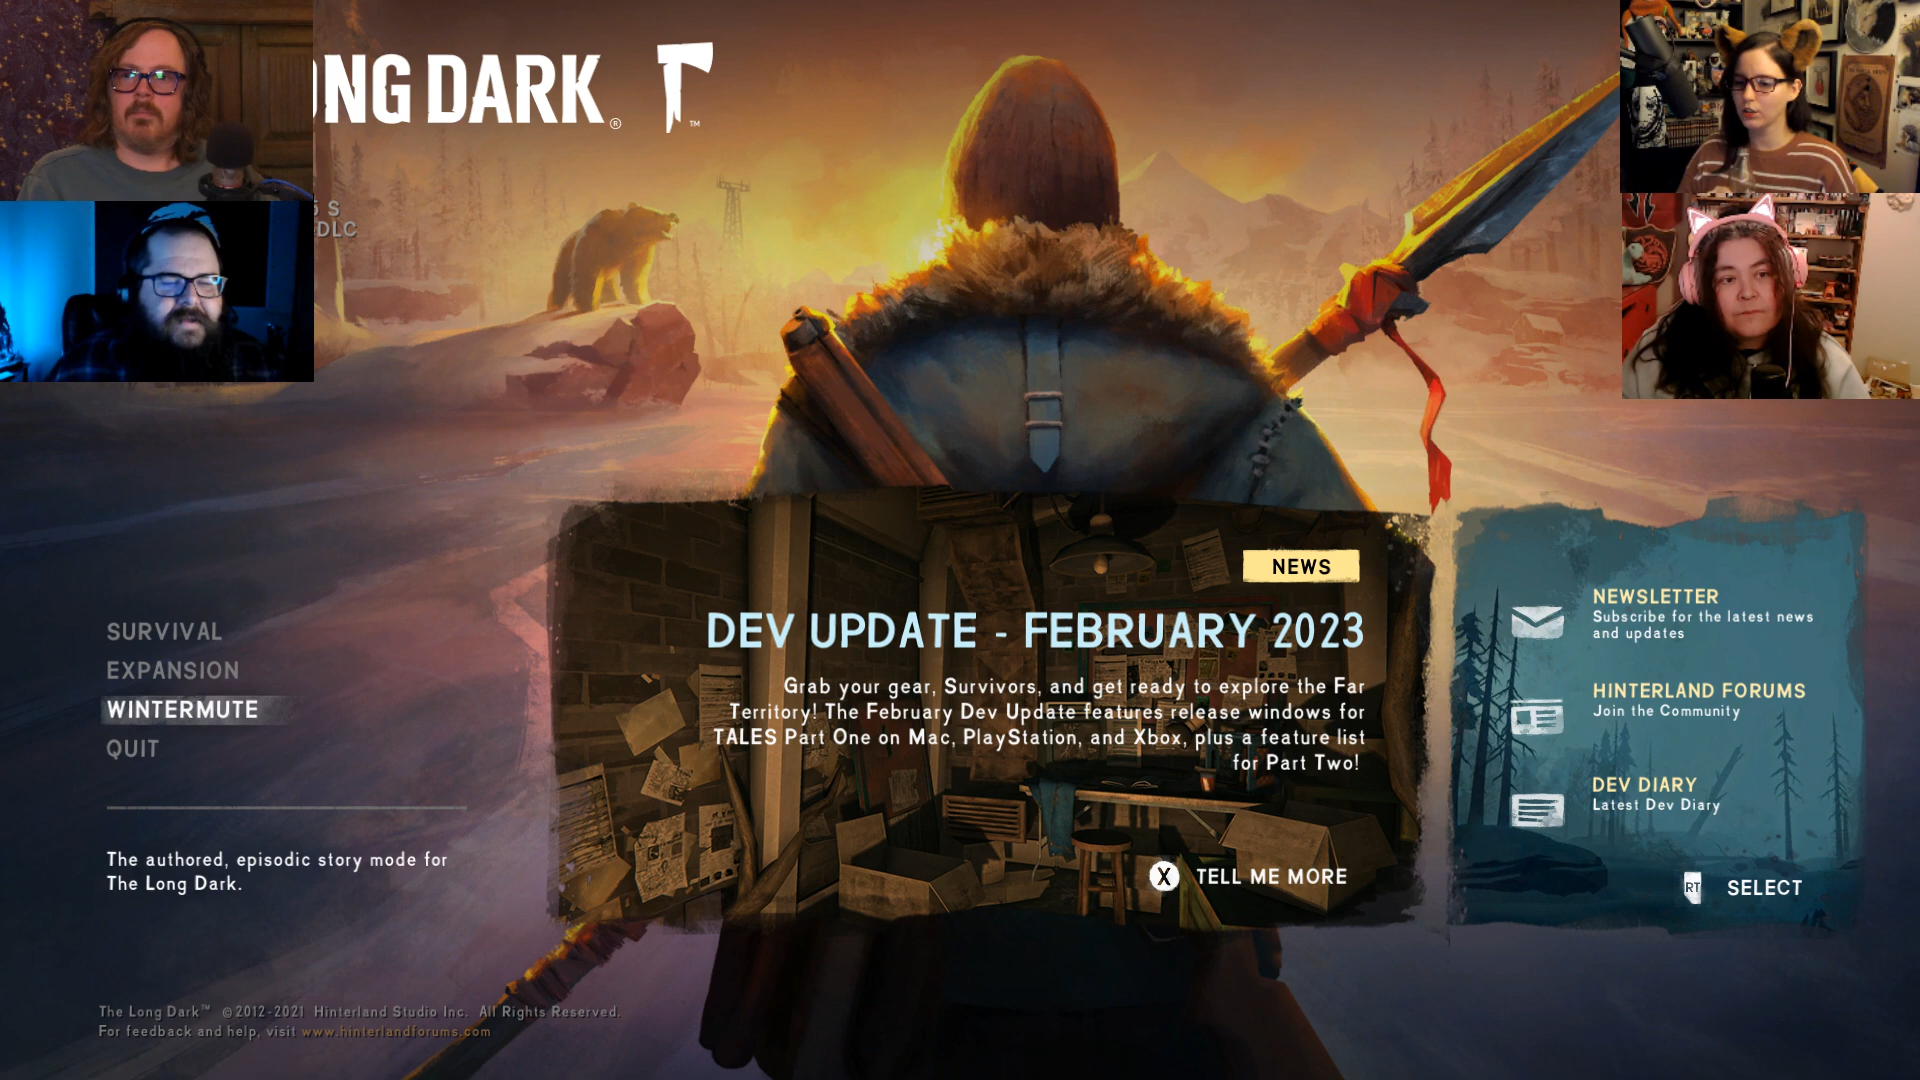 ONG DARK ®
™
S
DLC
SURVIVAL
EXPANSION
WINTERMUTE
QUIT
The authored, episodic story mode for
The Long Dark.
NEWS
DEV UPDATE - FEBRUARY 2023
Grab your gear, Survivors, and get ready to explore the Far
Territory! The February Dev Update features release windows for
TALES Part One on Mac, PlayStation, and Xbox, plus a feature list
for Part Two!
X TELL ME MORE
NEWSLETTER
Subscribe for the latest news
and updates
HINTERLAND FORUMS
Join the Community
DEV DIARY
Latest Dev Diary
RT SELECT
The Long Dark™ ©2012-2021 Hinterland Studio Inc. All Rights Reserved.
For feedback and help, visit www.hinterlandforums.com